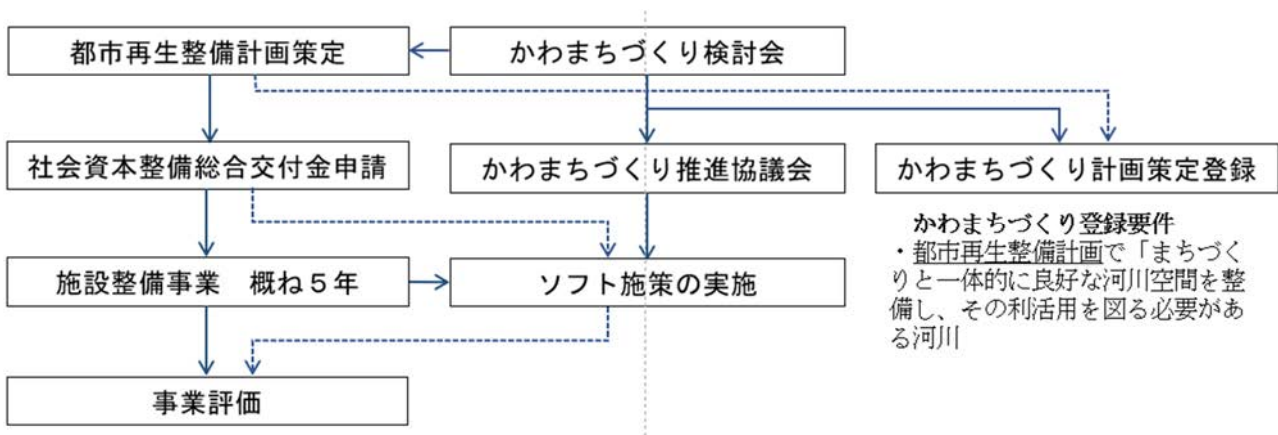 都市再生整備計画策定
かわまちづくり検討会
社会資本整備総合交付金申請
かわまちづくり推進協議会
かわまちづくり計画策定登録
かわまちづくり登録要件
・都市再生整備計画で「まちづく
りと一体的に良好な河川空間を整
備し、その利活用を図る必要があ
る河川
施設整備事業　概ね５年
ソフト施策の実施
事業評価